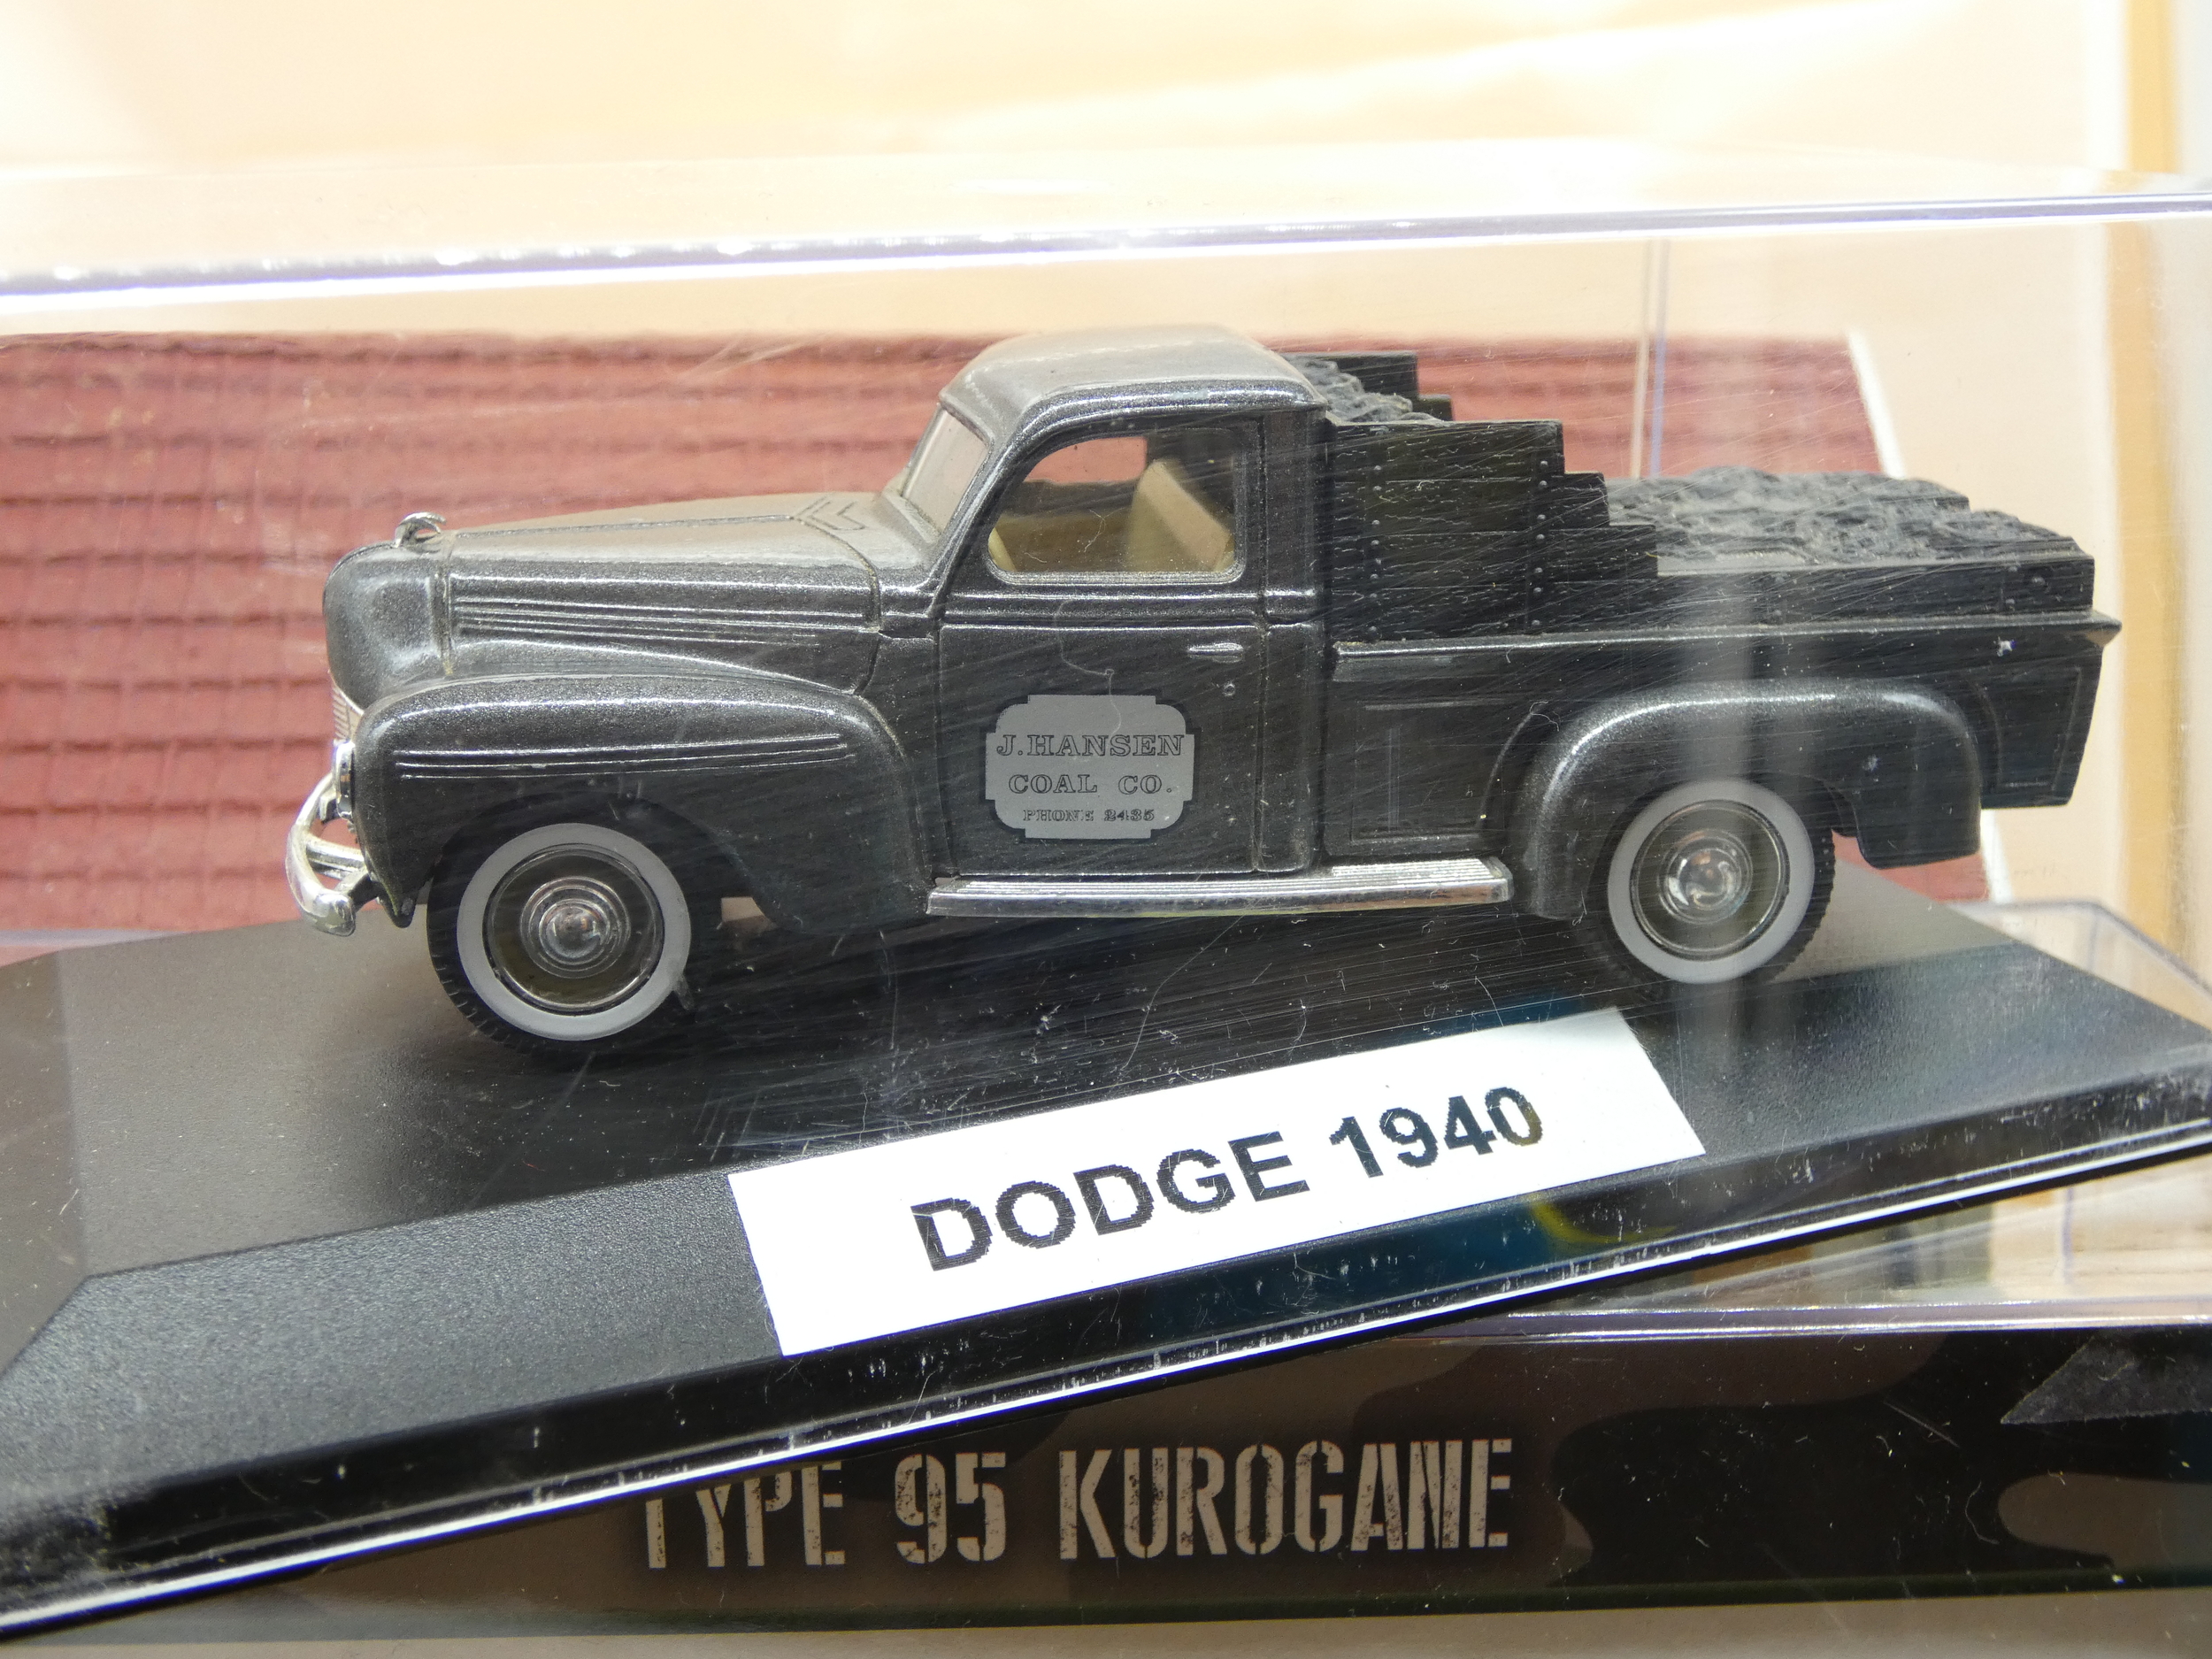 J.HANSEN
COAL CO.
PHONE 2435
DODGE 1940
TYPE 95 KUROGANE